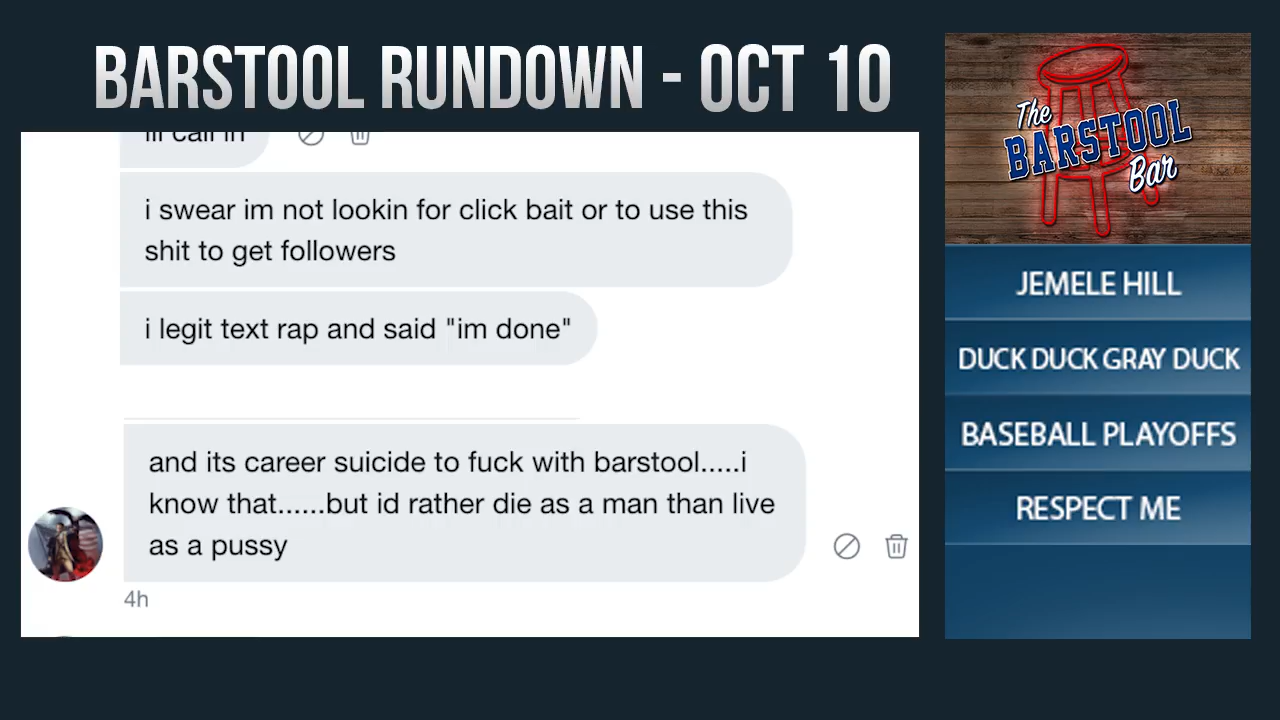 BARSTOOL RUNDOWN - OCT 10
ill call in
i swear im not lookin for click bait or to use this
shit to get followers
i legit text rap and said "im done"
and its career suicide to fuck with barstool.....i
know that......but id rather die as a man than live
as a pussy
4h
The
BARSTOOL
Bar
JEMELE HILL
DUCK DUCK GRAY DUCK
BASEBALL PLAYOFFS
RESPECT ME